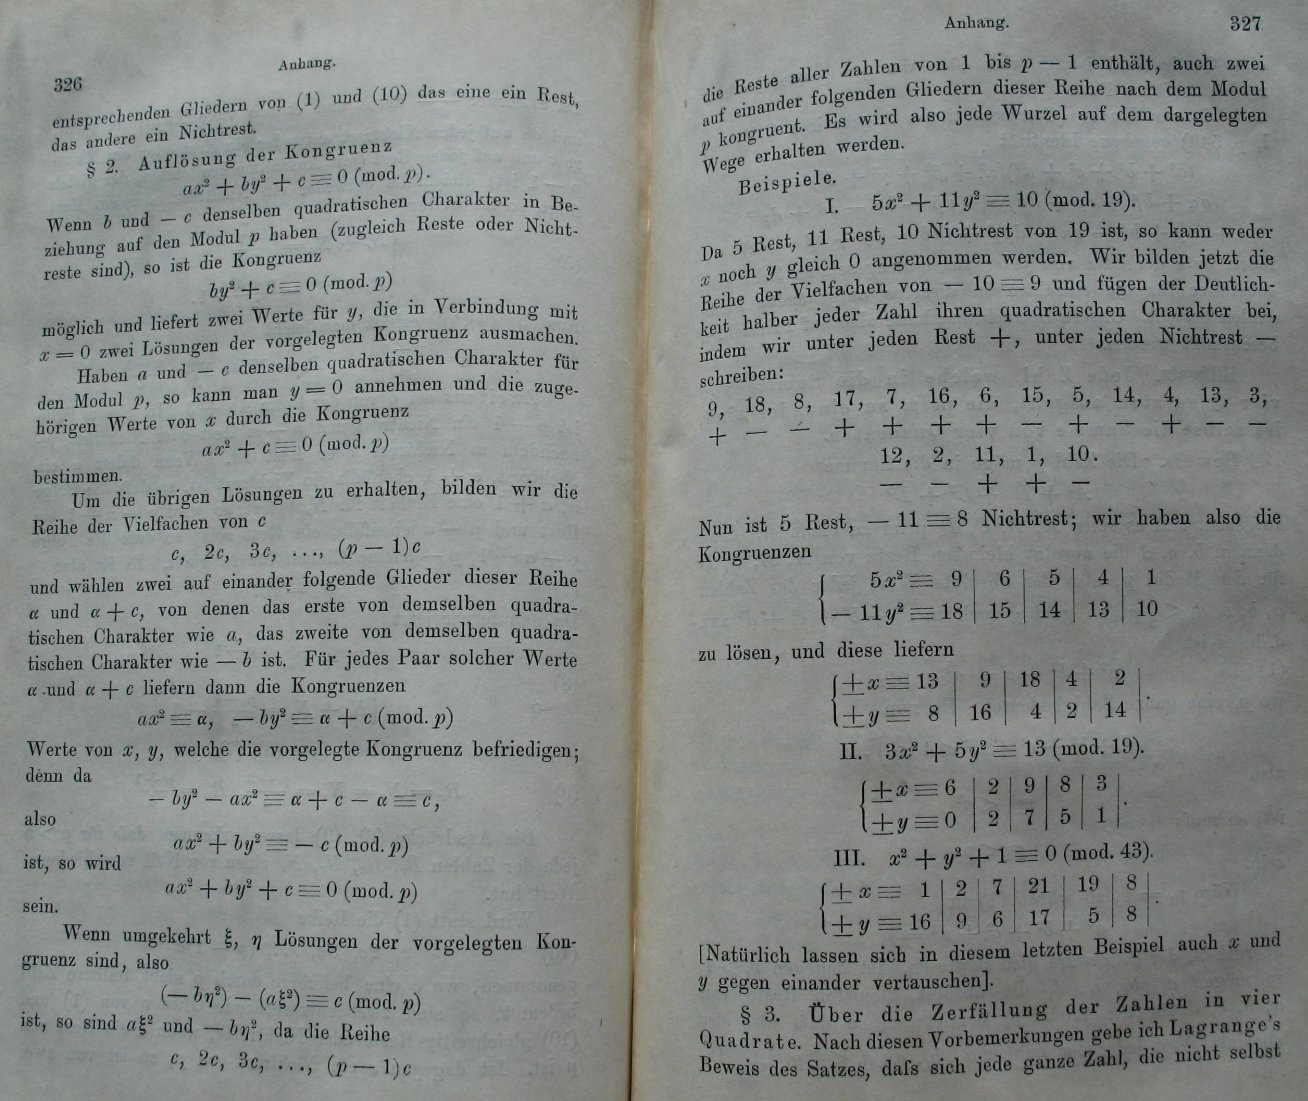 Anhang.
326
entsprechenden Gliedern von (1) und (10) das eine ein Rest,
das andere ein Nichtrest.
§ 2. Auflösung der Kongruenz
ax² + by² + c ≡ 0 (mod. p).
Wenn b und — c denselben quadratischen Charakter in Be-
ziehung auf den Modul p haben (zugleich Reste oder Nicht-
reste sind), so ist die Kongruenz
by² + c ≡ 0 (mod. p)
möglich und liefert zwei Werte für y, die in Verbindung mit
x = 0 zwei Lösungen der vorgelegten Kongruenz ausmachen.
Haben a und — c denselben quadratischen Charakter für
den Modul p, so kann man y = 0 annehmen und die zuge-
hörigen Werte von x durch die Kongruenz
ax² + c ≡ 0 (mod. p)
bestimmen.
Um die übrigen Lösungen zu erhalten, bilden wir die
Reihe der Vielfachen von c
c, 2c, 3c, ..., (p — 1)c
und wählen zwei auf einander folgende Glieder dieser Reihe
α und α + c, von denen das erste von demselben quadra-
tischen Charakter wie a, das zweite von demselben quadra-
tischen Charakter wie — b ist. Für jedes Paar solcher Werte
α und α + c liefern dann die Kongruenzen
ax² ≡ α, — by² ≡ α + c (mod. p)
Werte von x, y, welche die vorgelegte Kongruenz befriedigen;
denn da
— by² — ax² ≡ α + c — α ≡ c,
also
ax² + by² ≡ — c (mod. p)
ist, so wird
ax² + by² + c ≡ 0 (mod. p)
sein.
Wenn umgekehrt ξ, η Lösungen der vorgelegten Kon-
gruenz sind, also
(— bη²) — (aξ²) ≡ c (mod. p)
ist, so sind aξ² und — bη², da die Reihe
c, 2c, 3c, ..., (p — 1)c
Anhang.
327
die Reste aller Zahlen von 1 bis p — 1 enthält, auch zwei
auf einander folgenden Gliedern dieser Reihe nach dem Modul
p kongruent. Es wird also jede Wurzel auf dem dargelegten
Wege erhalten werden.
Beispiele.
I. 5x² + 11y² ≡ 10 (mod. 19).
Da 5 Rest, 11 Rest, 10 Nichtrest von 19 ist, so kann weder
x noch y gleich 0 angenommen werden. Wir bilden jetzt die
Reihe der Vielfachen von — 10 ≡ 9 und fügen der Deutlich-
keit halber jeder Zahl ihren quadratischen Charakter bei,
indem wir unter jeden Rest +, unter jeden Nichtrest —
schreiben:
9, 18, 8, 17, 7, 16, 6, 15, 5, 14, 4, 13, 3,
+ — — + + + + — + — + — —
12, 2, 11, 1, 10.
— — + + —
Nun ist 5 Rest, — 11 ≡ 8 Nichtrest; wir haben also die
Kongruenzen
5x² ≡ 9 | 6 | 5 | 4 | 1
— 11y² ≡ 18 | 15 | 14 | 13 | 10
zu lösen, und diese liefern
± x ≡ 13 | 9 | 18 | 4 | 2
± y ≡ 8 | 16 | 4 | 2 | 14 |.
II. 3x² + 5y² ≡ 13 (mod. 19).
± x ≡ 6 | 2 | 9 | 8 | 3
± y ≡ 0 | 2 | 7 | 5 | 1 |.
III. x² + y² + 1 ≡ 0 (mod. 43).
± x ≡ 1 | 2 | 7 | 21 | 19 | 8
± y ≡ 16 | 9 | 6 | 17 | 5 | 8 |.
[Natürlich lassen sich in diesem letzten Beispiel auch x und
y gegen einander vertauschen].
§ 3. Über die Zerfällung der Zahlen in vier
Quadrate. Nach diesen Vorbemerkungen gebe ich Lagrange's
Beweis des Satzes, daſs sich jede ganze Zahl, die nicht selbst